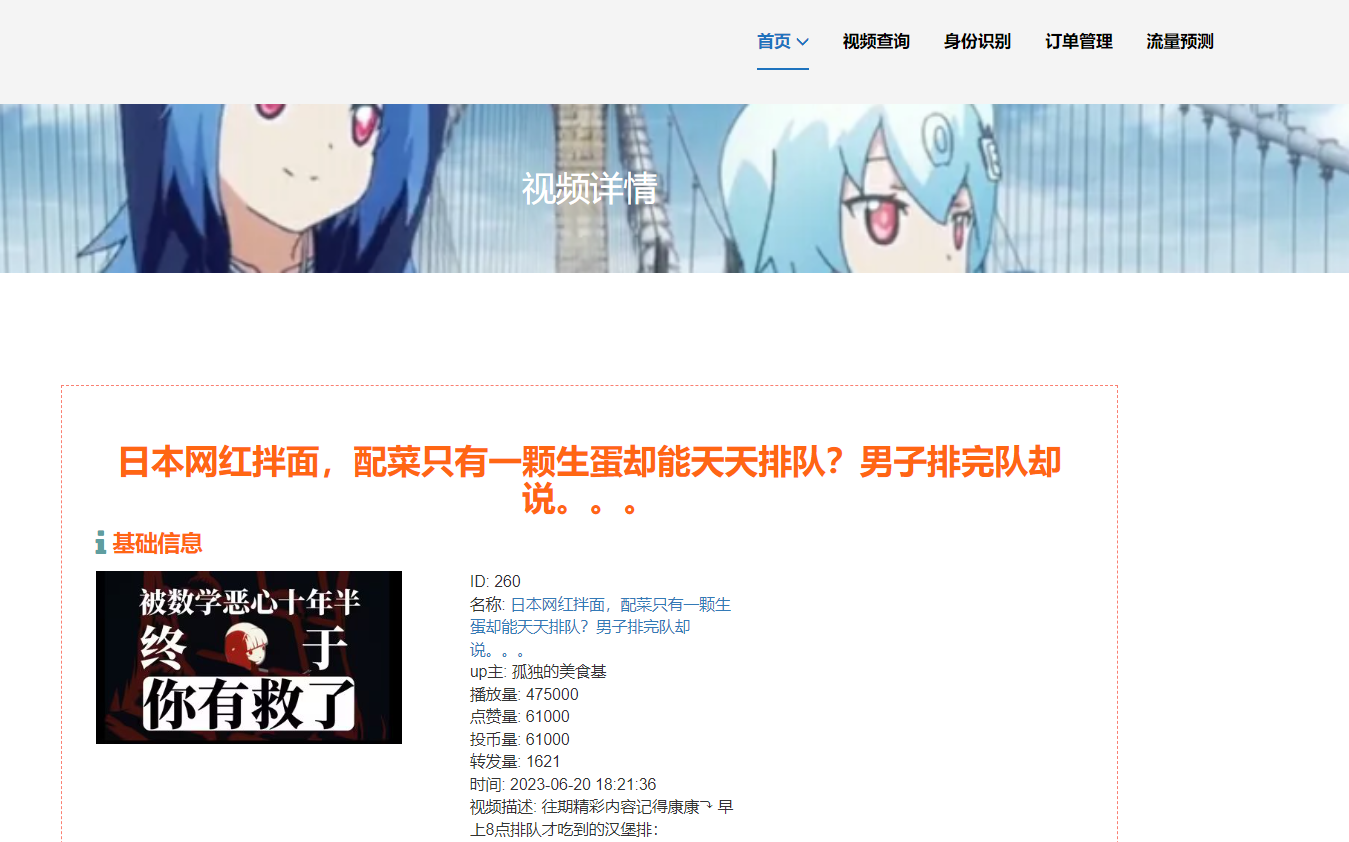 首页 视频查询 身份识别 订单管理 流量预测
视频详情
日本网红拌面，配菜只有一颗生蛋却能天天排队？男子排完队却
说。。。
基础信息
被数学恶心十年半
终 于
你有救了
ID: 260
名称: 日本网红拌面，配菜只有一颗生
蛋却能天天排队？男子排完队却
说。。。
up主: 孤独的美食基
播放量: 475000
点赞量: 61000
投币量: 61000
转发量: 1621
时间: 2023-06-20 18:21:36
视频描述: 往期精彩内容记得康康⤵ 早
上8点排队才吃到的汉堡排：